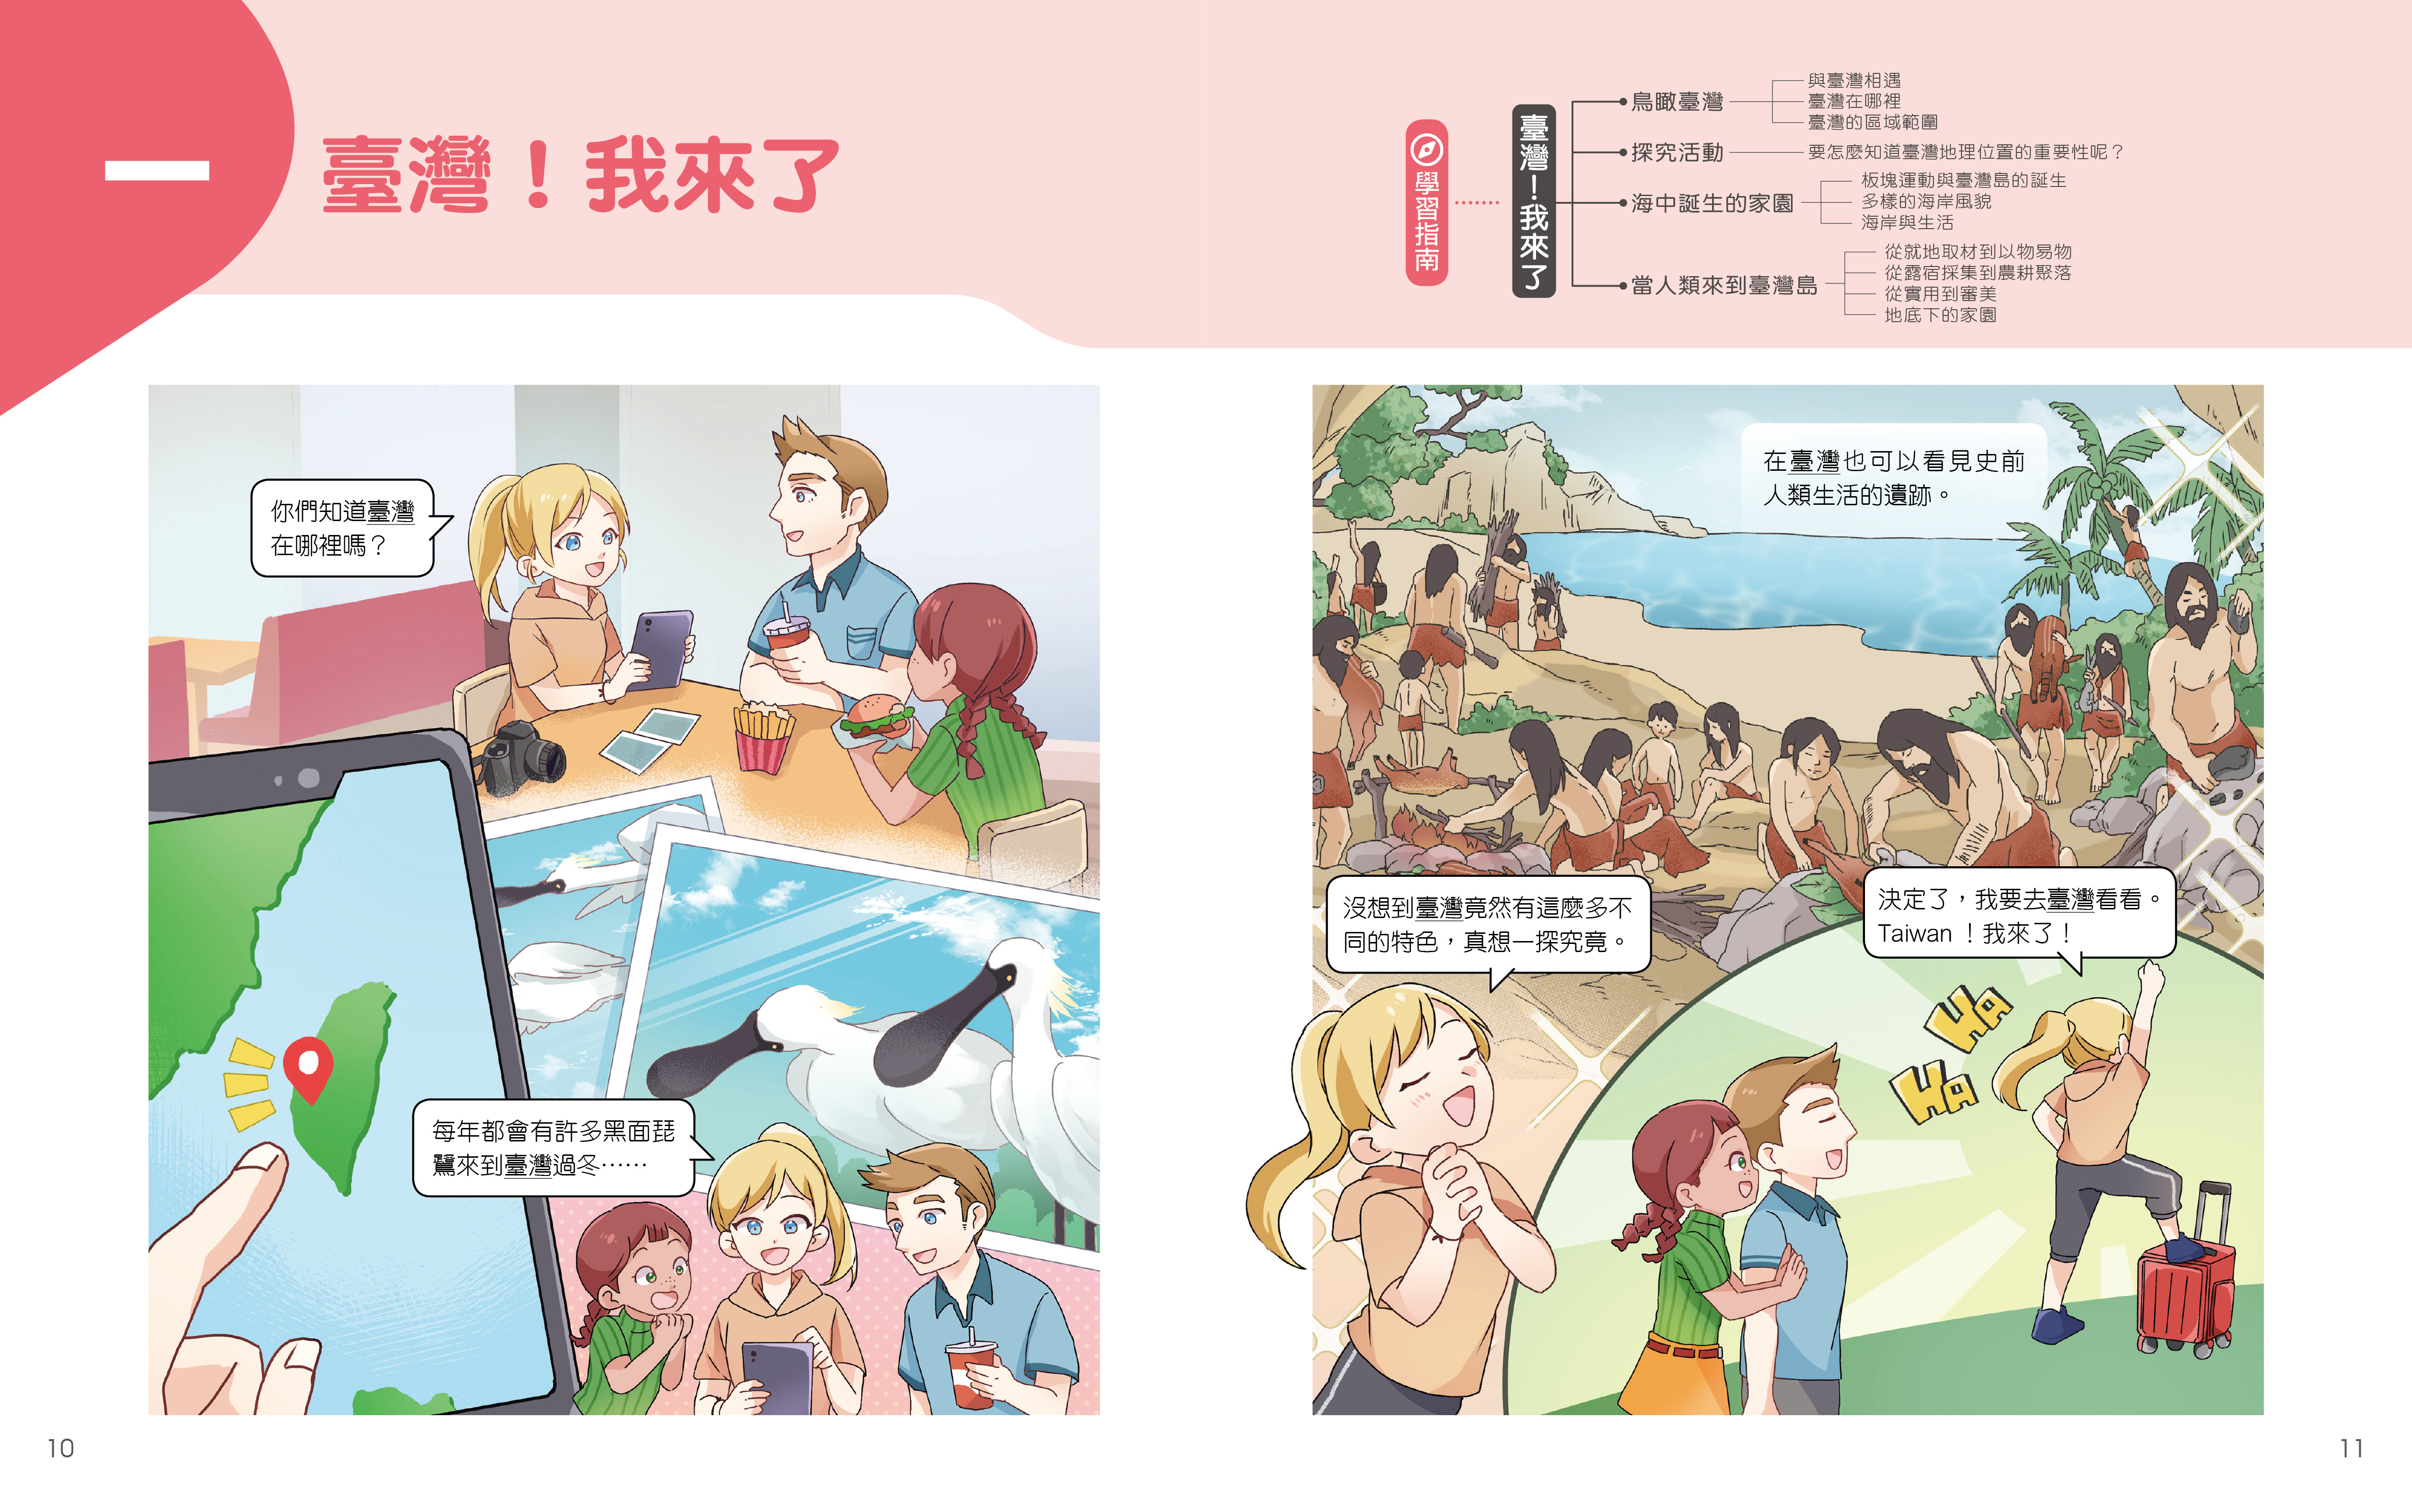 一
臺灣！我來了
學習指南
臺灣！我來了
鳥瞰臺灣
與臺灣相遇
臺灣在哪裡
臺灣的區域範圍
探究活動
要怎麼知道臺灣地理位置的重要性呢？
海中誕生的家園
板塊運動與臺灣島的誕生
多樣的海岸風貌
海岸與生活
當人類來到臺灣島
從就地取材到以物易物
從露宿採集到農耕聚落
從實用到審美
地底下的家園
你們知道臺灣
在哪裡嗎？
每年都會有許多黑面琵
鷺來到臺灣過冬……
在臺灣也可以看見史前
人類生活的遺跡。
沒想到臺灣竟然有這麼多不
同的特色，真想一探究竟。
決定了，我要去臺灣看看。
Taiwan！我來了！
HA
HA
10
11